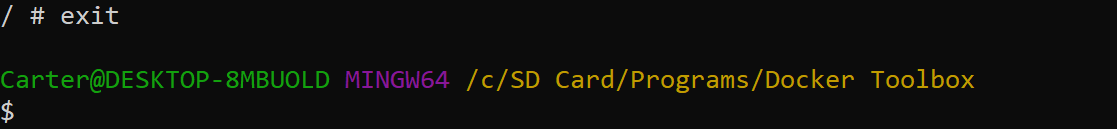 / # exit
Carter@DESKTOP-8MBUOLD MINGW64 /c/SD Card/Programs/Docker Toolbox
$